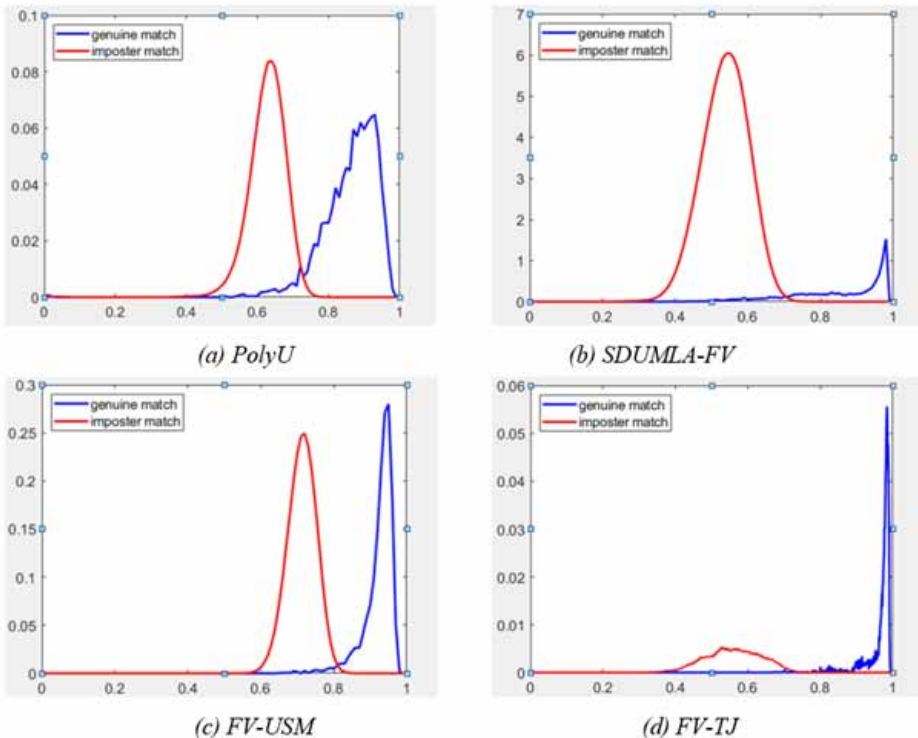 0.1
genuine match
imposter match
0.08
0.06
0.04
0.02
0
0 0.2 0.4 0.6 0.8 1
(a) PolyU
7
genuine match
imposter match
6
5
4
3
2
1
0
0 0.2 0.4 0.6 0.8 1
(b) SDUMLA-FV
0.3
genuine match
imposter match
0.25
0.2
0.15
0.1
0.05
0
0 0.2 0.4 0.6 0.8 1
(c) FV-USM
0.06
genuine match
imposter match
0.05
0.04
0.03
0.02
0.01
0
0 0.2 0.4 0.6 0.8 1
(d) FV-TJ